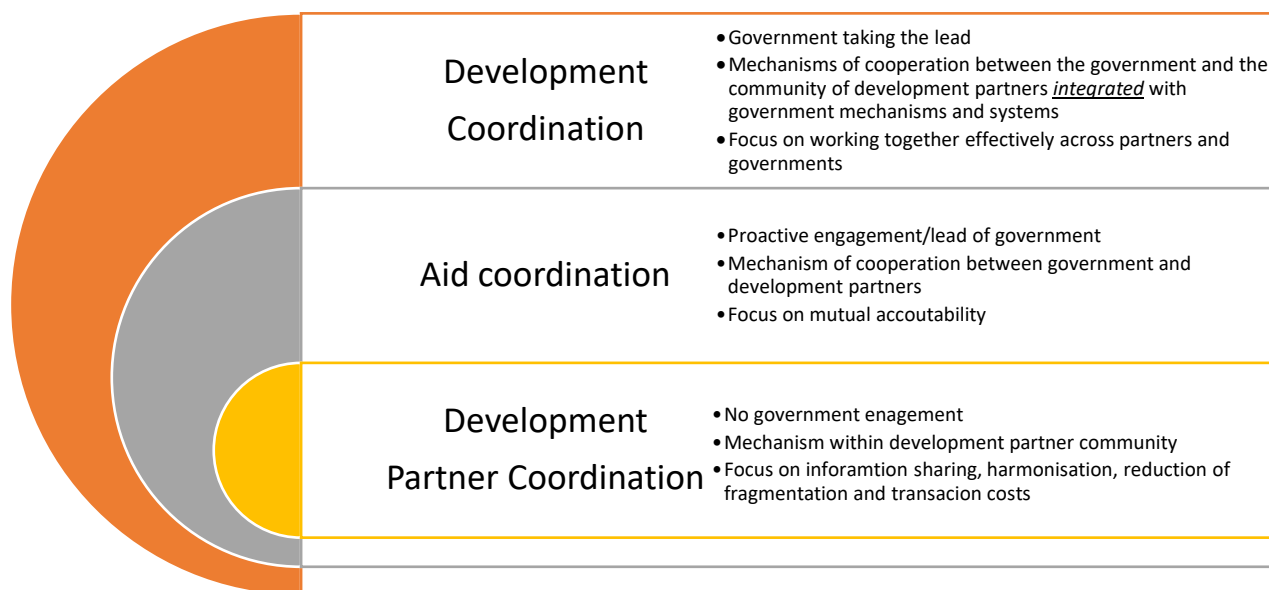 Development
Coordination
•Government taking the lead
•Mechanisms of cooperation between the government and the
community of development partners integrated with
government mechanisms and systems
•Focus on working together effectively across partners and
governments
Aid coordination
•Proactive engagement/lead of government
•Mechanism of cooperation between government and
development partners
•Focus on mutual accoutability
Development
Partner Coordination
•No government enagement
•Mechanism within development partner community
•Focus on inforamtion sharing, harmonisation, reduction of
fragmentation and transacion costs